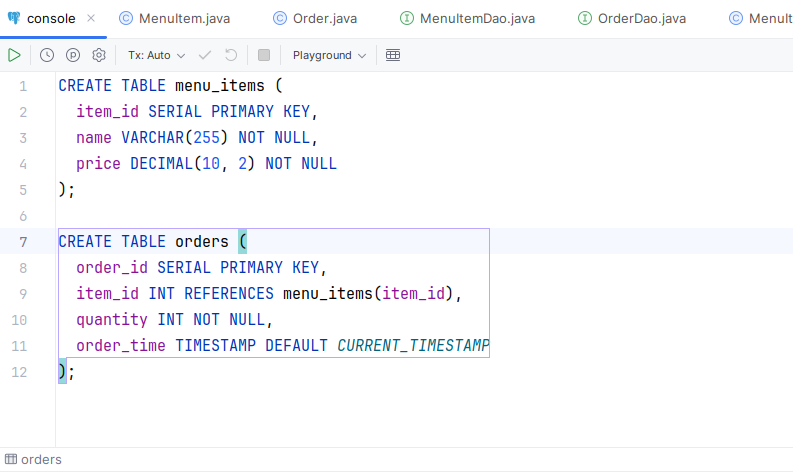 console MenuItem.java Order.java MenuItemDao.java OrderDao.java MenuIt
Tx: Auto Playground
1 CREATE TABLE menu_items (
2 item_id SERIAL PRIMARY KEY,
3 name VARCHAR(255) NOT NULL,
4 price DECIMAL(10, 2) NOT NULL
5 );
6
7 CREATE TABLE orders (
8 order_id SERIAL PRIMARY KEY,
9 item_id INT REFERENCES menu_items(item_id),
10 quantity INT NOT NULL,
11 order_time TIMESTAMP DEFAULT CURRENT_TIMESTAMP
12 );
orders